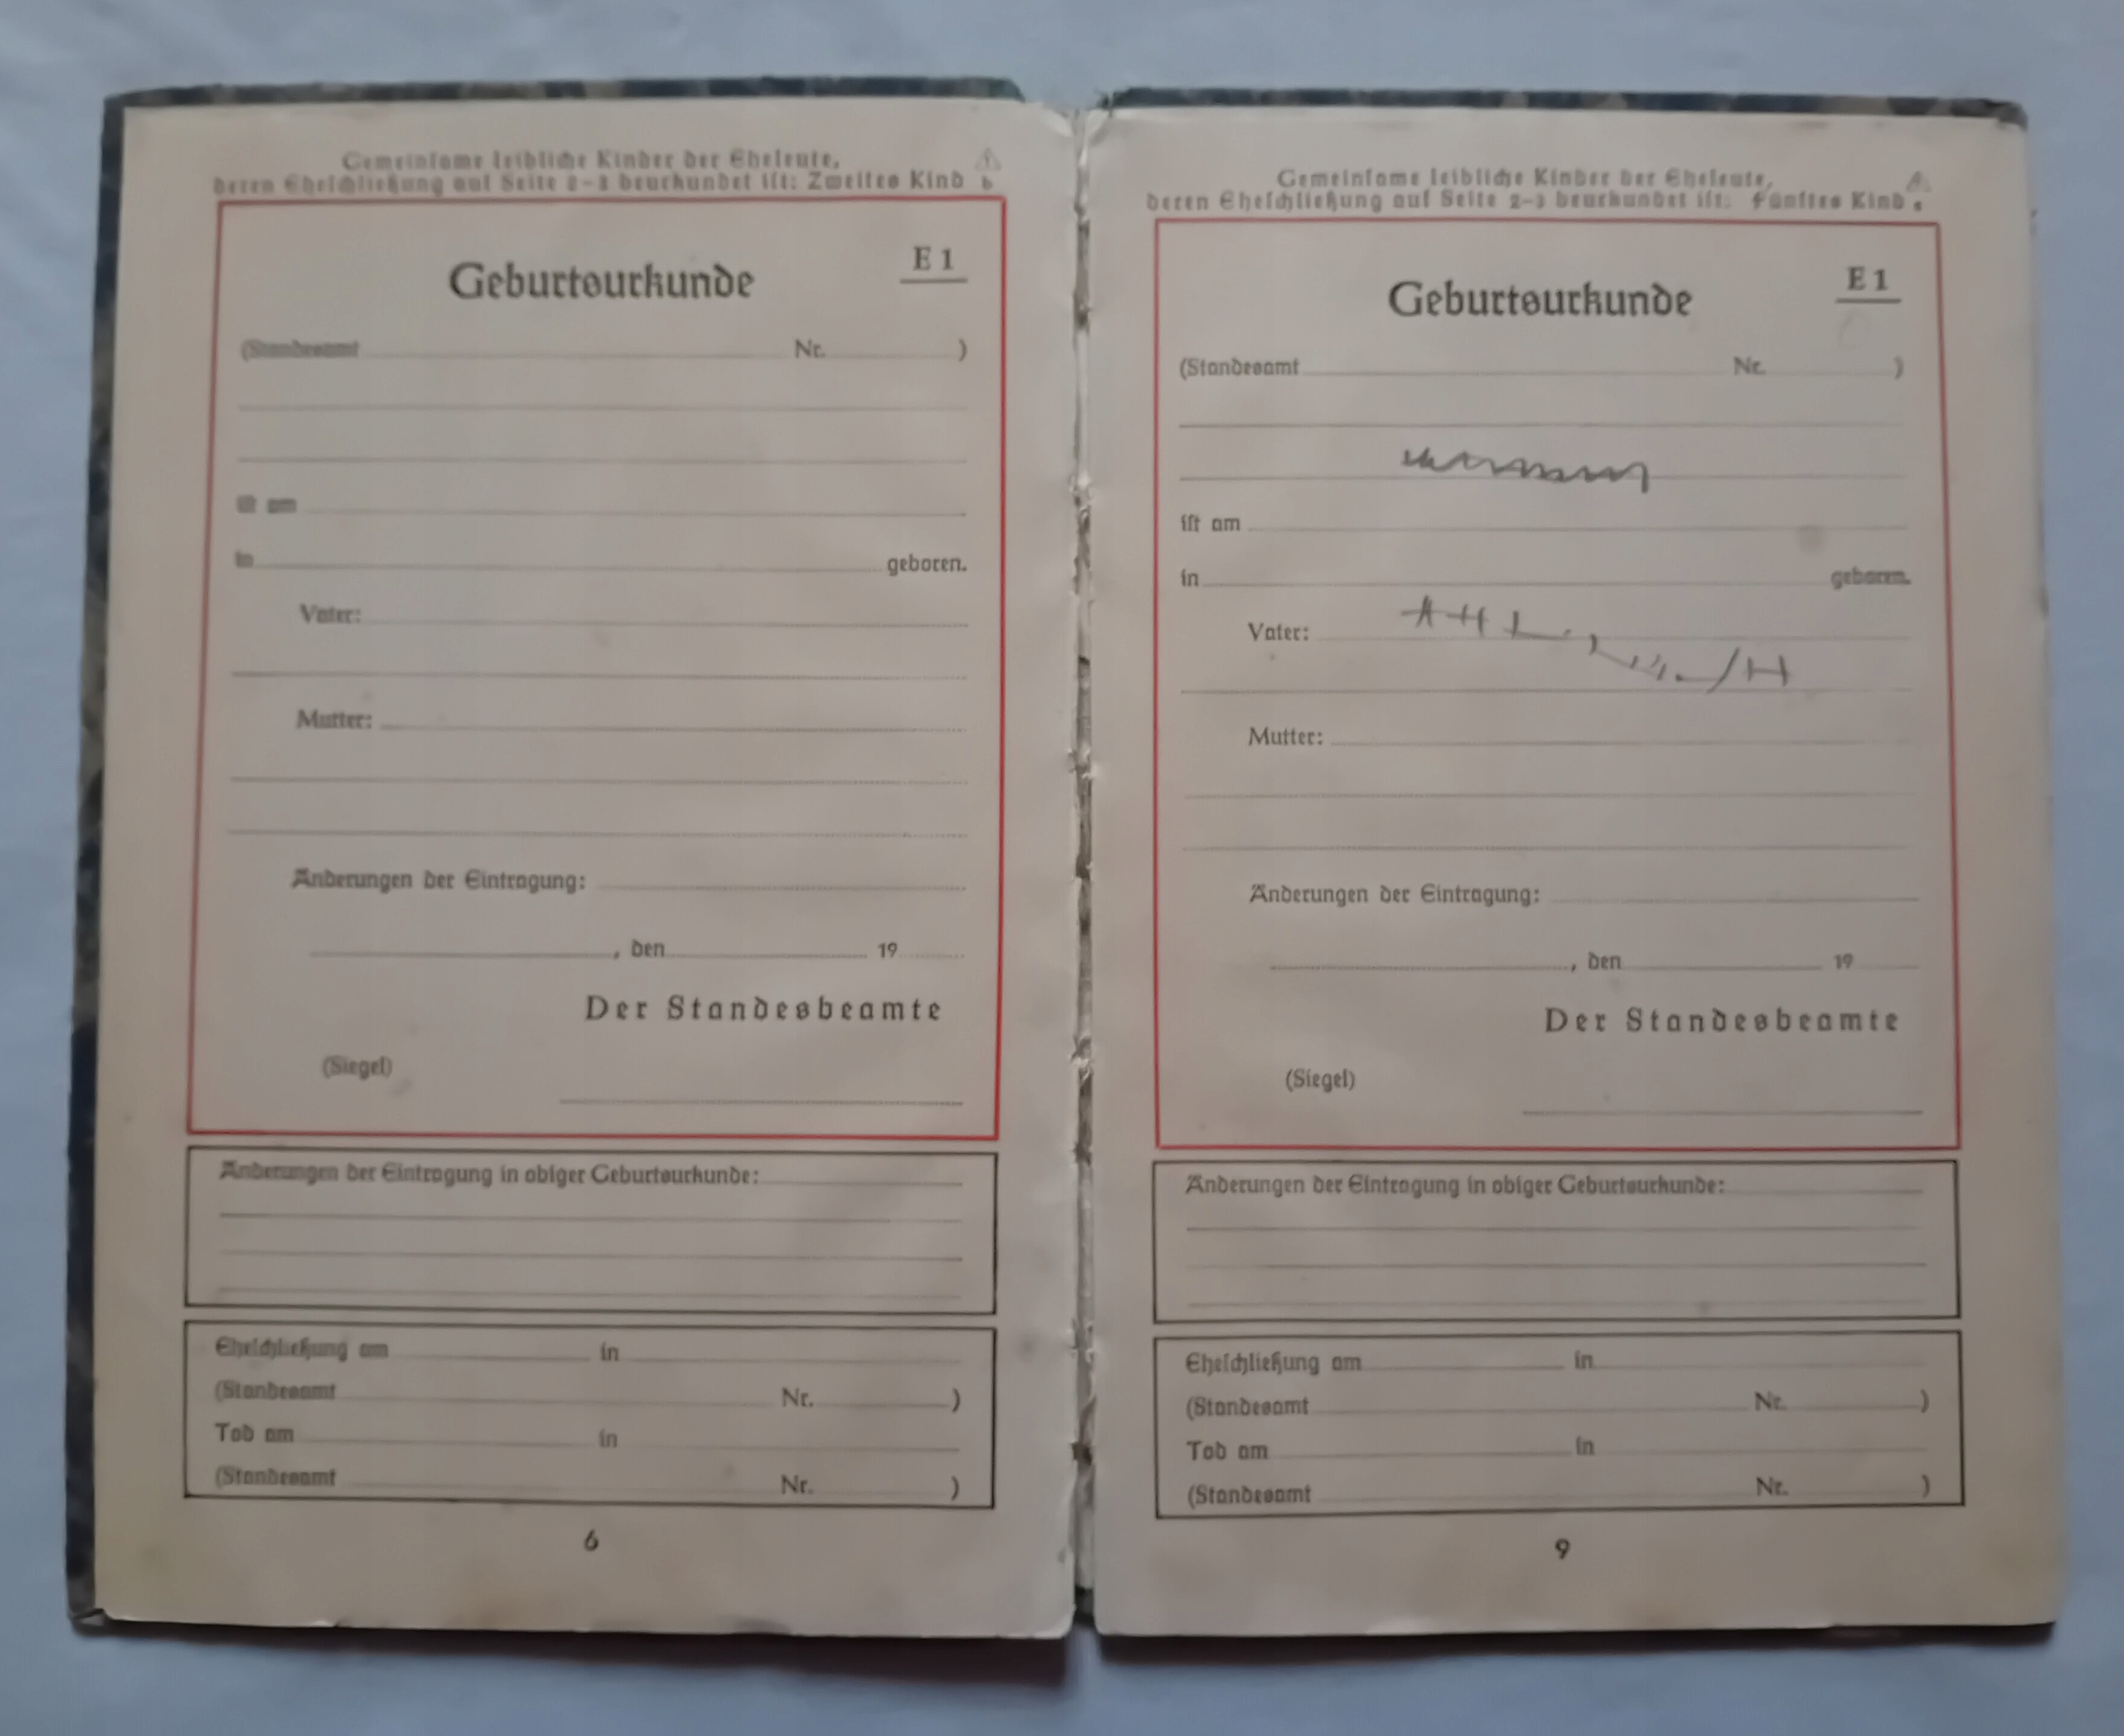 Gemeinsame leibliche Kinder der Eheleute,
deren Eheschließung auf Seite 2–3 beurkundet ist: Zweites Kind
E 1
Geburtsurkunde
(Standesamt Nr. )
ist am
in geboren.
Vater:
Mutter:
Änderungen der Eintragung:
, den 19
Der Standesbeamte
(Siegel)
Änderungen der Eintragung in obiger Geburtsurkunde:
Eheschließung am in
(Standesamt Nr. )
Tod am in
(Standesamt Nr. )
6
Gemeinsame leibliche Kinder der Eheleute,
deren Eheschließung auf Seite 2–3 beurkundet ist: Fünftes Kind
E 1
Geburtsurkunde
(Standesamt Nr. )
ist am
in geboren.
Vater:
Mutter:
Änderungen der Eintragung:
, den 19
Der Standesbeamte
(Siegel)
Änderungen der Eintragung in obiger Geburtsurkunde:
Eheschließung am in
(Standesamt Nr. )
Tod am in
(Standesamt Nr. )
9